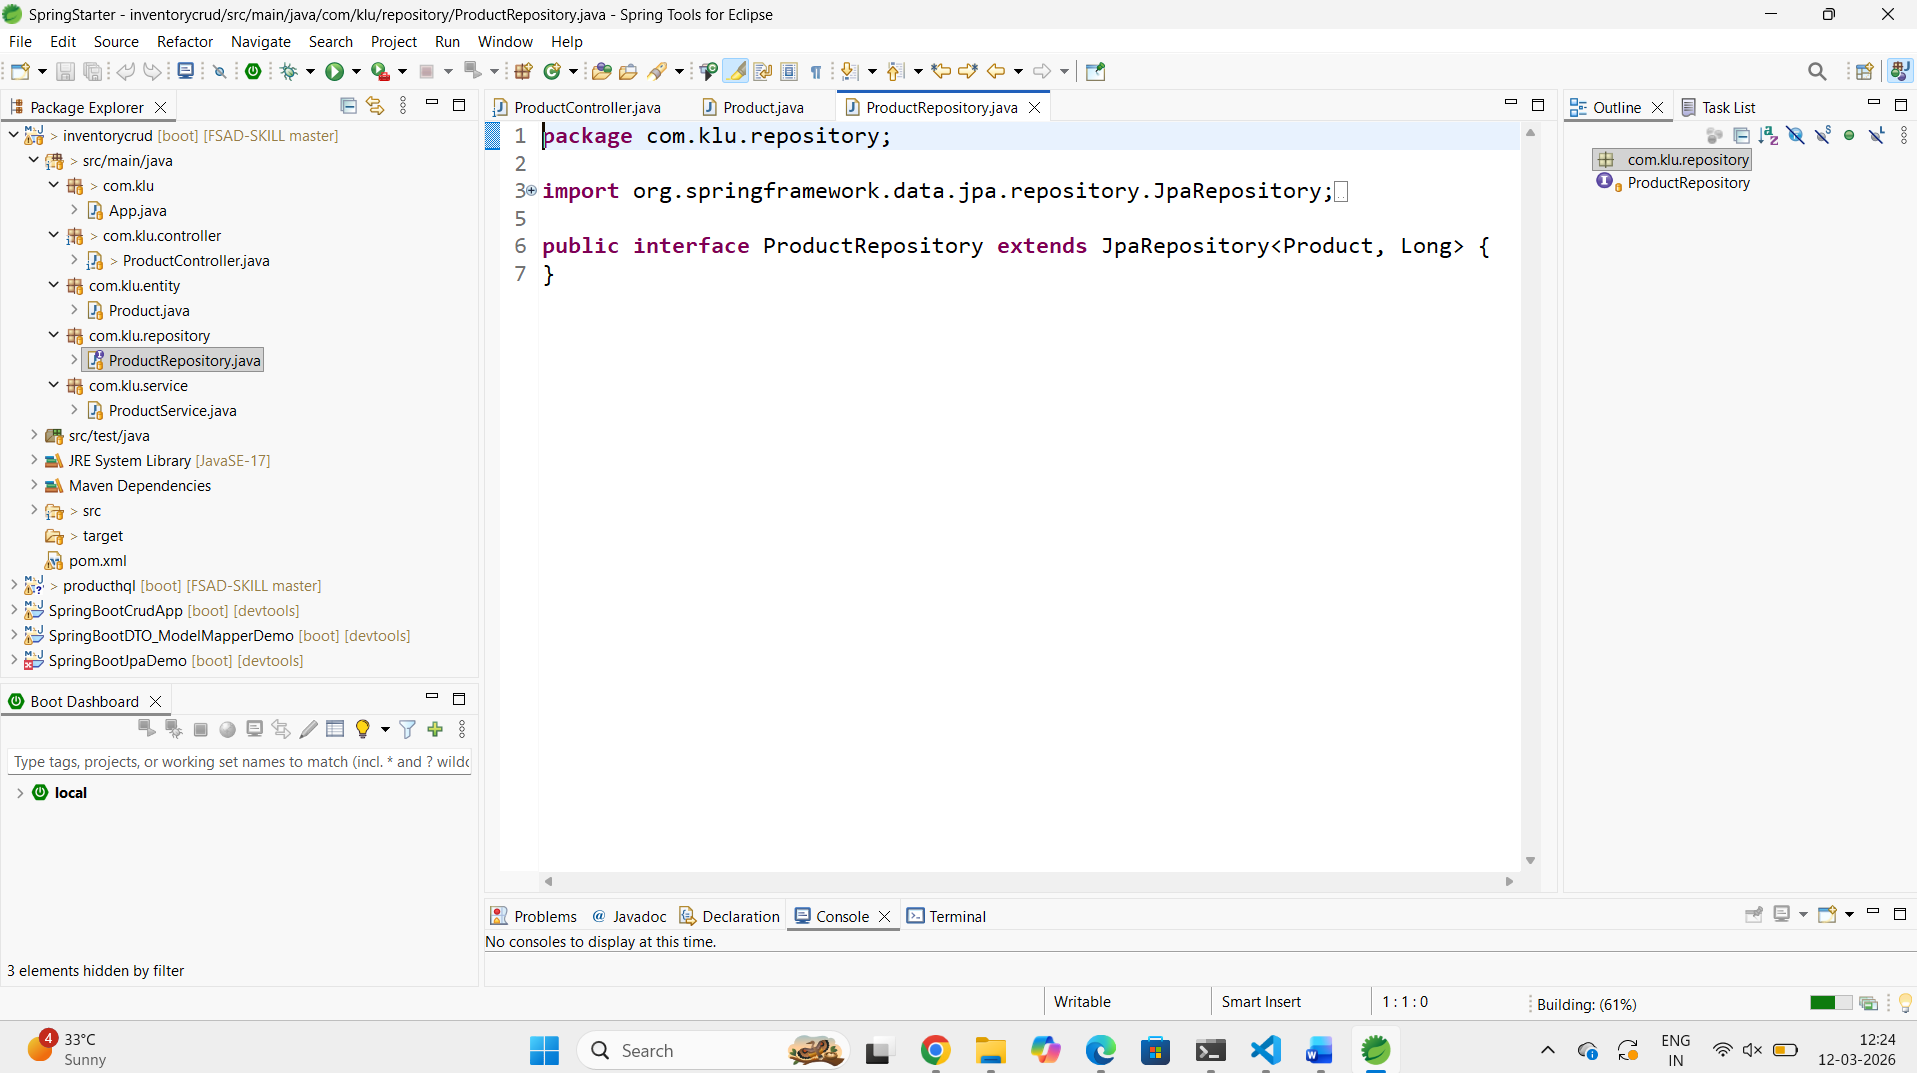 SpringStarter - inventorycrud/src/main/java/com/klu/repository/ProductRepository.java - Spring Tools for Eclipse
File Edit Source Refactor Navigate Search Project Run Window Help
Package Explorer
> inventorycrud [boot] [FSAD-SKILL master]
> src/main/java
> com.klu
App.java
> com.klu.controller
> ProductController.java
com.klu.entity
Product.java
com.klu.repository
ProductRepository.java
com.klu.service
ProductService.java
src/test/java
JRE System Library [JavaSE-17]
Maven Dependencies
> src
> target
pom.xml
> producthql [boot] [FSAD-SKILL master]
SpringBootCrudApp [boot] [devtools]
SpringBootDTO_ModelMapperDemo [boot] [devtools]
SpringBootJpaDemo [boot] [devtools]
Boot Dashboard
Type tags, projects, or working set names to match (incl. * and ? wildc
local
3 elements hidden by filter
ProductController.java Product.java ProductRepository.java
1 package com.klu.repository;
2
3 import org.springframework.data.jpa.repository.JpaRepository;
5
6 public interface ProductRepository extends JpaRepository<Product, Long> {
7 }
Outline Task List
com.klu.repository
ProductRepository
Problems @ Javadoc Declaration Console Terminal
No consoles to display at this time.
Writable Smart Insert 1 : 1 : 0 Building: (61%)
4
33°C
Sunny
Search
ENG
IN
12:24
12-03-2026